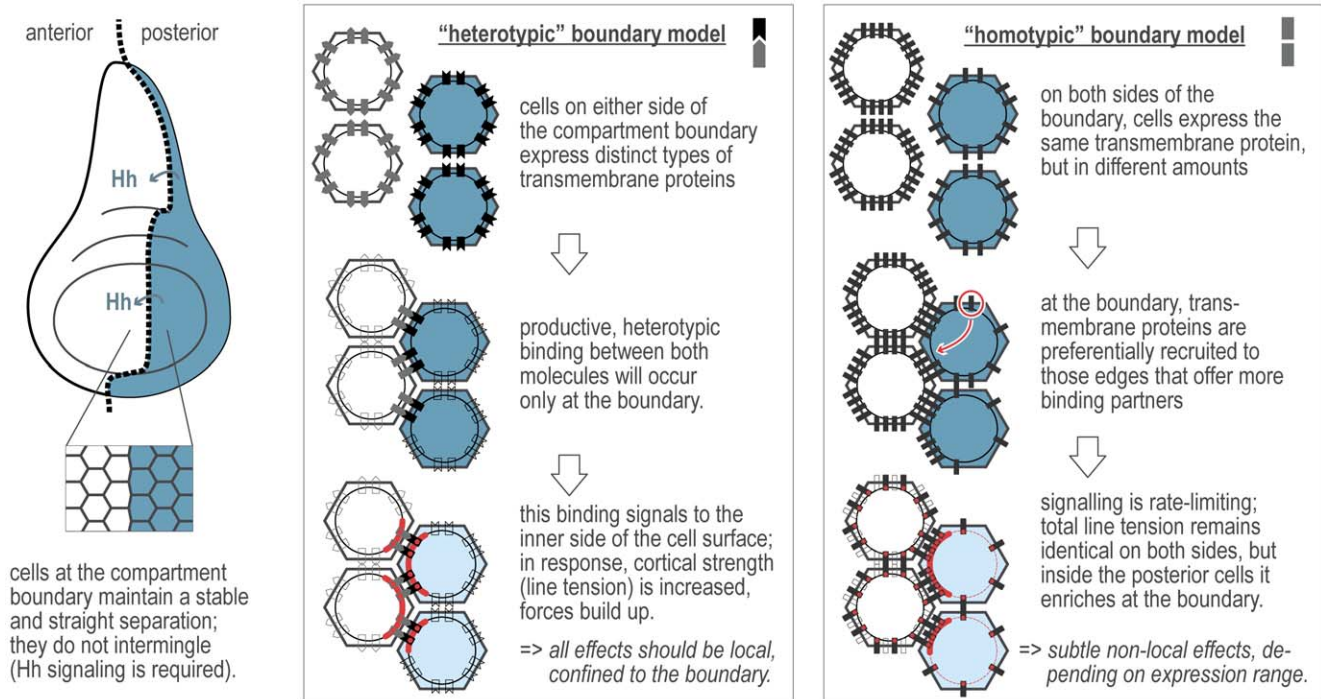 anterior posterior
Hh
Hh
cells at the compartment
boundary maintain a stable
and straight separation;
they do not intermingle
(Hh signaling is required).
“heterotypic” boundary model
cells on either side of
the compartment boundary
express distinct types of
transmembrane proteins
productive, heterotypic
binding between both
molecules will occur
only at the boundary.
this binding signals to the
inner side of the cell surface;
in response, cortical strength
(line tension) is increased,
forces build up.
=> all effects should be local,
confined to the boundary.
“homotypic” boundary model
on both sides of the
boundary, cells express the
same transmembrane protein,
but in different amounts
at the boundary, trans-
membrane proteins are
preferentially recruited to
those edges that offer more
binding partners
signalling is rate-limiting;
total line tension remains
identical on both sides, but
inside the posterior cells it
enriches at the boundary.
=> subtle non-local effects, de-
pending on expression range.